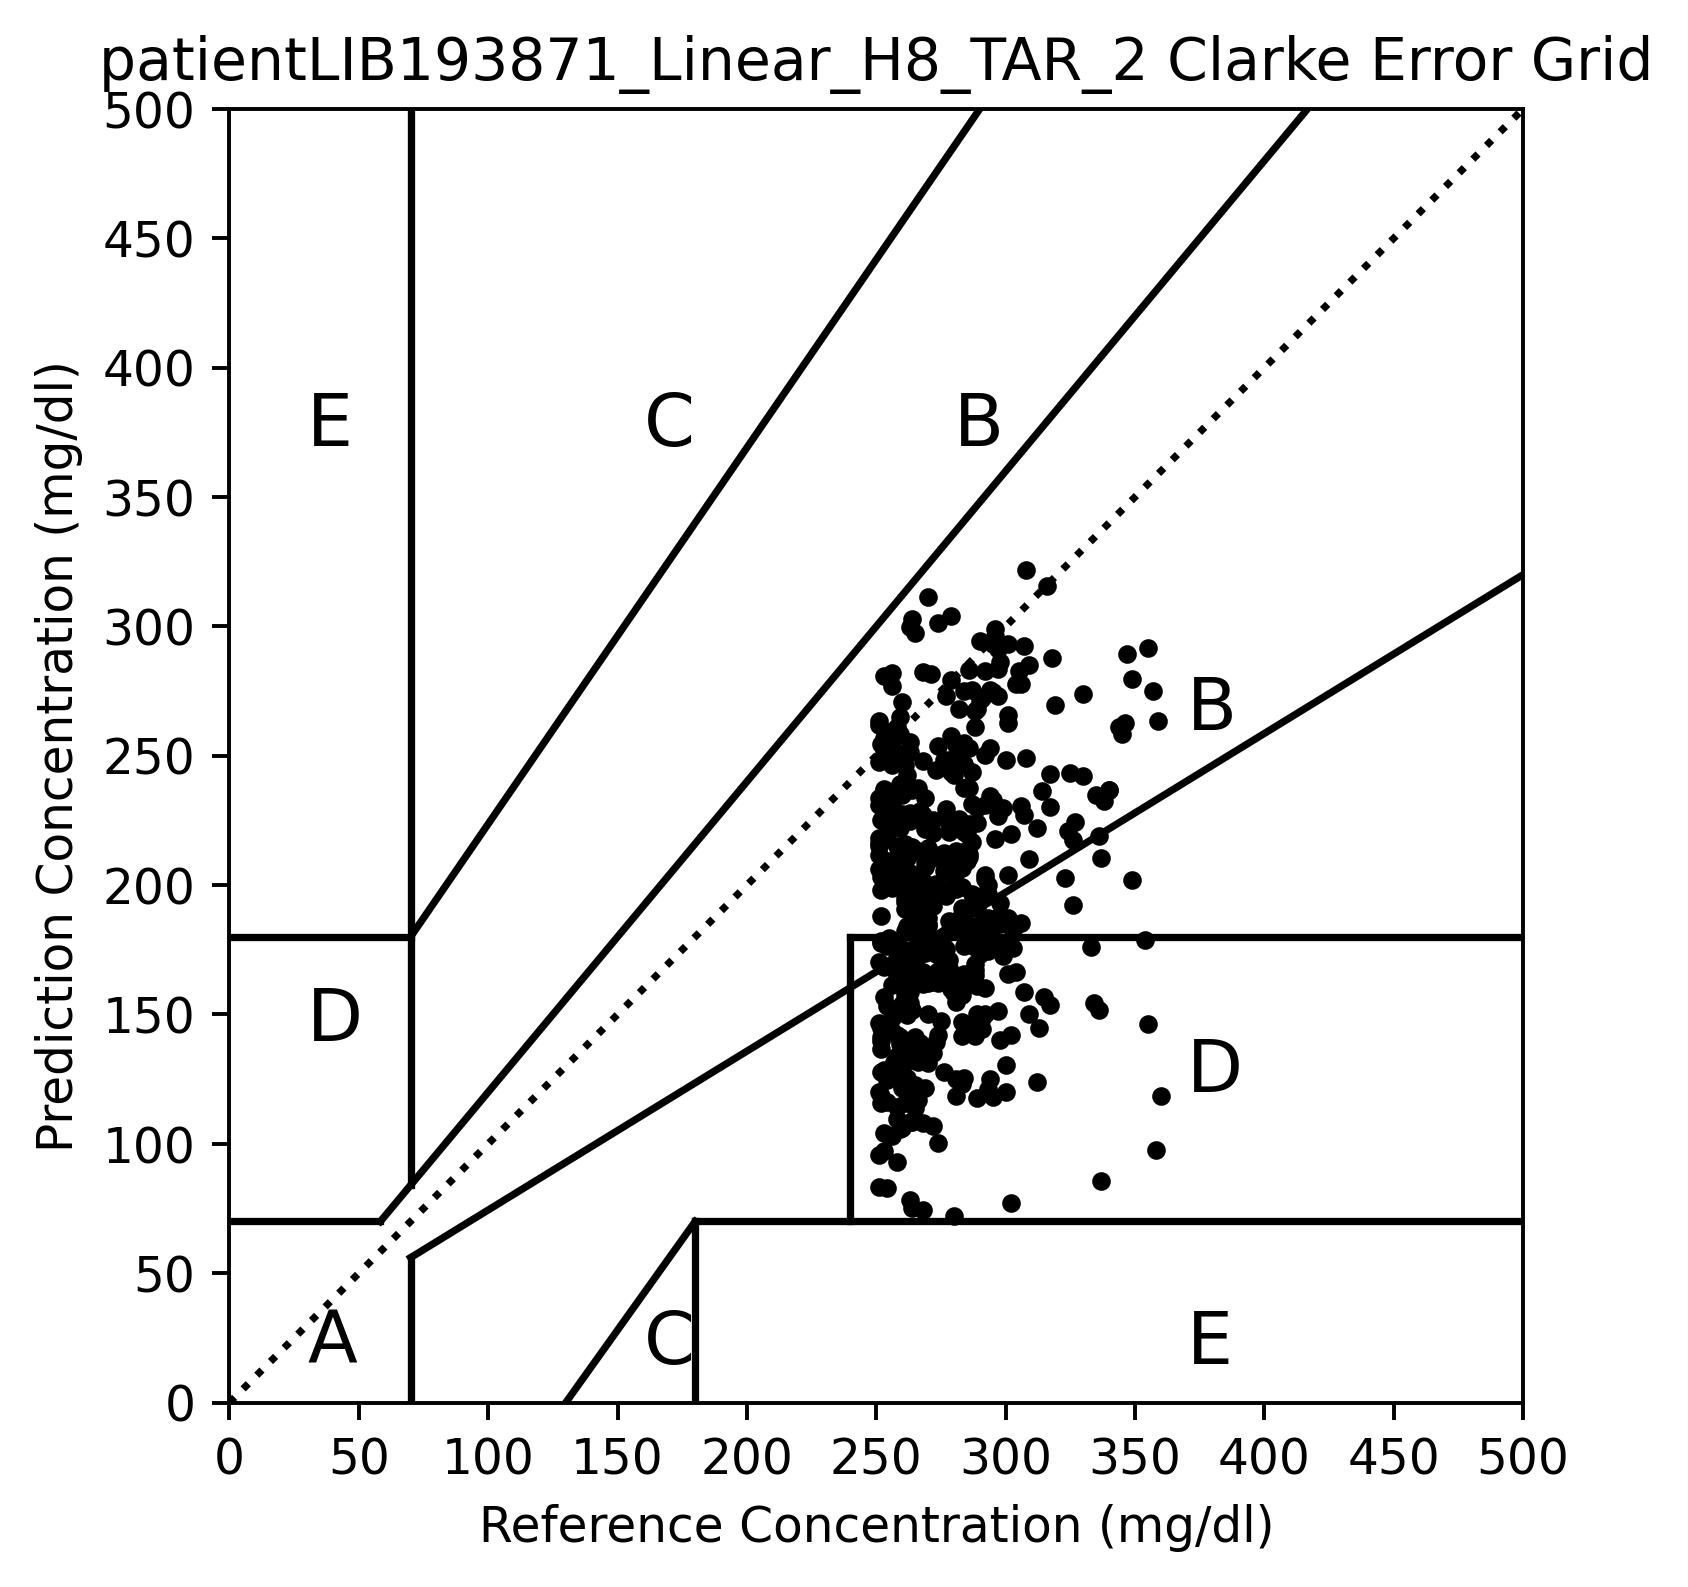 patientLIB193871_Linear_H8_TAR_2 Clarke Error Grid
500
450
400
350
300
250
200
150
100
50
0
Prediction Concentration (mg/dl)
E
C
B
B
D
D
A
C
E
0 50 100 150 200 250 300 350 400 450 500
Reference Concentration (mg/dl)